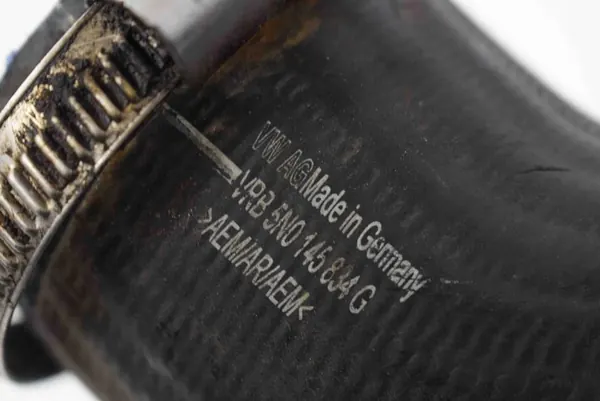 VW AG Made in Germany
VRB 5N0 145 834 G
>AEM/AR/AEM<